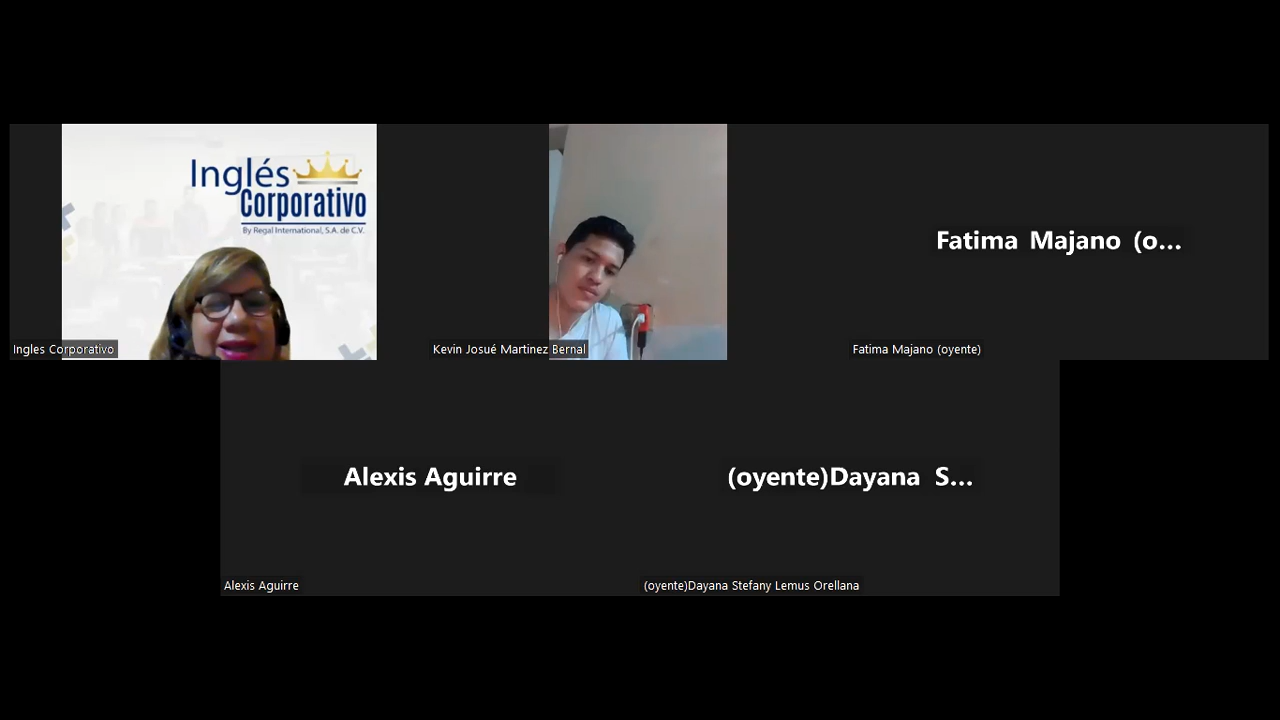 Inglés
Corporativo
By Regal International, S.A. de C.V.
Ingles Corporativo
Kevin Josué Martinez Bernal
Fatima Majano (o...
Fatima Majano (oyente)
Alexis Aguirre
Alexis Aguirre
(oyente)Dayana S...
(oyente)Dayana Stefany Lemus Orellana